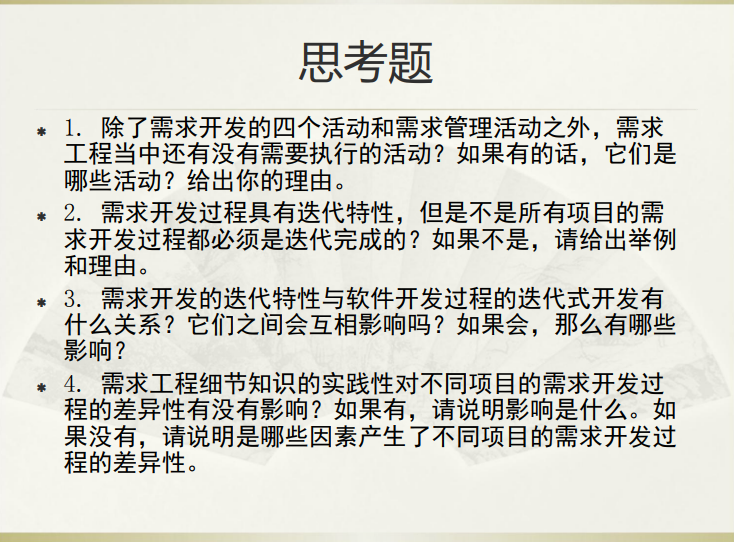 思考题
1. 除了需求开发的四个活动和需求管理活动之外，需求
工程当中还有没有需要执行的活动？如果有的话，它们是
哪些活动？给出你的理由。
2. 需求开发过程具有迭代特性，但是不是所有项目的需
求开发过程都必须是迭代完成的？如果不是，请给出举例
和理由。
3. 需求开发的迭代特性与软件开发过程的迭代式开发有
什么关系？它们之间会互相影响吗？如果会，那么有哪些
影响？
4. 需求工程细节知识的实践性对不同项目的需求开发过
程的差异性有没有影响？如果有，请说明影响是什么。如
果没有，请说明是哪些因素产生了不同项目的需求开发过
程的差异性。